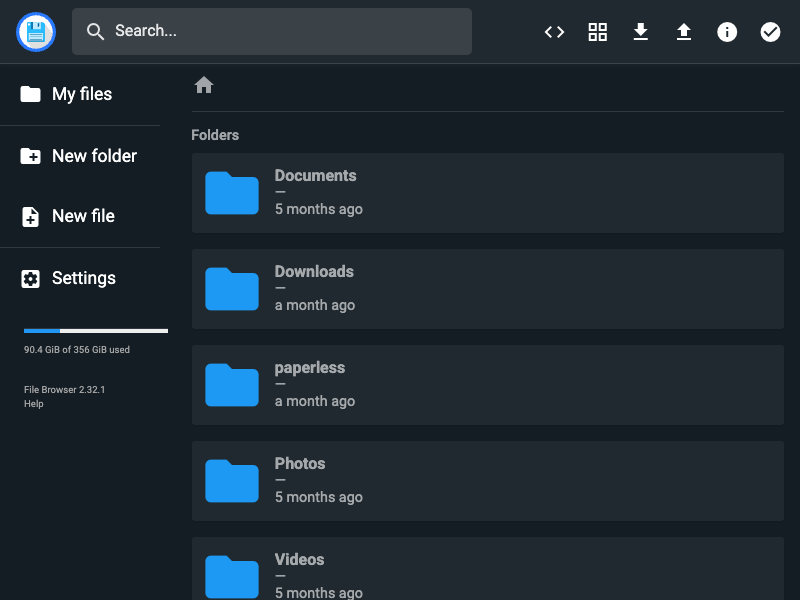 Search...
My files
New folder
New file
Settings
90.4 GiB of 356 GiB used
File Browser 2.32.1
Help
Folders
Documents
—
5 months ago
Downloads
—
a month ago
paperless
—
a month ago
Photos
—
5 months ago
Videos
—
5 months ago